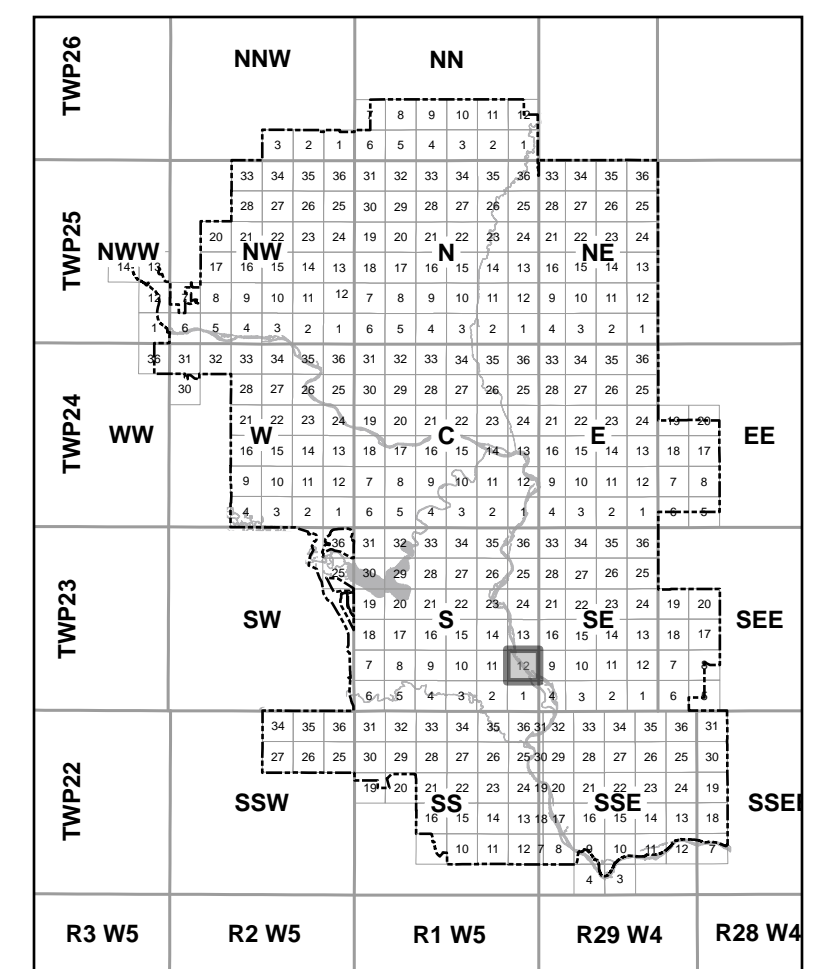 NNW NN
TWP26
7 8 9 10 11 12
3 2 1 6 5 4 3 2 1
33 34 35 36 31 32 33 34 35 36 33 34 35 36
28 27 26 25 30 29 28 27 26 25 28 27 26 25
TWP25
20 21 22 23 24 19 20 21 22 23 24 21 22 23 24
NWW NW N NE
14 13 17 16 15 14 13 18 17 16 15 14 13 16 15 14 13
12 7 8 9 10 11 12 7 8 9 10 11 12 9 10 11 12
1 6 5 4 3 2 1 6 5 4 3 2 1 4 3 2 1
36 31 32 33 34 35 36 31 32 33 34 35 36 33 34 35 36
30 28 27 26 25 30 29 28 27 26 25 28 27 26 25
TWP24
21 22 23 24 19 20 21 22 23 24 21 22 23 24 19 20
WW W C E EE
16 15 14 13 18 17 16 15 14 13 16 15 14 13 18 17
9 10 11 12 7 8 9 10 11 12 9 10 11 12 7 8
4 3 2 1 6 5 4 3 2 1 4 3 2 1 6 5
36 31 32 33 34 35 36 33 34 35 36
25 30 29 28 27 26 25 28 27 26 25
TWP23
19 20 21 22 23 24 21 22 23 24 19 20
SW S SE SEE
18 17 16 15 14 13 16 15 14 13 18 17
7 8 9 10 11 12 9 10 11 12 7 8
6 5 4 3 2 1 4 3 2 1 6
34 35 36 31 32 33 34 35 36 31 32 33 34 35 36 31
27 26 25 30 29 28 27 26 25 30 29 28 27 26 25 30
TWP22
19 20 21 22 23 24 19 20 21 22 23 24 19
SSW SS SSE
16 15 14 13 18 17 16 15 14 13 18
10 11 12 7 8 9 10 11 12 7
4 3
R3 W5 R2 W5 R1 W5 R29 W4 R28 W4